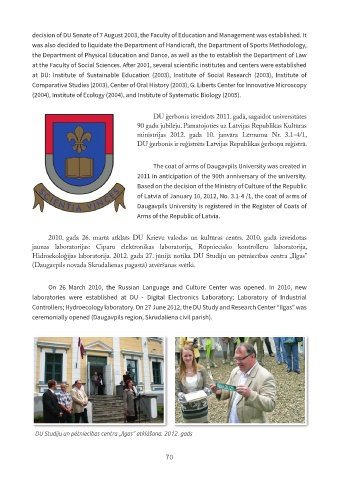 decision of DU Senate of 7 August 2003, the Faculty of Education and Management was established. It
was also decided to liquidate the Department of Handicraft, the Department of Sports Methodology,
the Department of Physical Education and Dance, as well as the to establish the Department of Law
at the Faculty of Social Sciences. After 2001, several scientific institutes and centers were established
at DU: Institute of Sustainable Education (2003), Institute of Social Research (2003), Institute of
Comparative Studies (2003), Center of Oral History (2003), G. Liberts Center for Innovative Microscopy
(2004), Institute of Ecology (2004), and Institute of Systematic Biology (2005).
DU ģerbonis izveidots 2011. gadā, sagaidot universitātes
90 gadu jubileju. Pamatojoties uz Latvijas Republikas Kultūras
ministrijas 2012. gada 10. janvāra Lēmumu Nr. 3.1–4/1,
DU ģerbonis ir reģistrēts Latvijas Republikas ģerboņu reģistrā.
The coat of arms of Daugavpils University was created in
2011 in anticipation of the 90th anniversary of the university.
Based on the decision of the Ministry of Culture of the Republic
of Latvia of January 10, 2012, No. 3.1-4 /1, the coat of arms of
Daugavpils University is registered in the Register of Coats of
Arms of the Republic of Latvia.
2010. gada 26. martā atklāts DU Krievu valodas un kultūras centrs. 2010. gadā izveidotas
jaunas laboratorijas: Ciparu elektronikas laboratorija, Rūpniecisko kontrolleru laboratorija,
Hidroekoloģijas laboratorija. 2012. gada 27. jūnijā notika DU Studiju un pētniecības centra „Ilgas”
(Daugavpils novada Skrudalienas pagastā) atvēršanas svētki.
On 26 March 2010, the Russian Language and Culture Center was opened. In 2010, new
laboratories were established at DU - Digital Electronics Laboratory; Laboratory of Industrial
Controllers; Hydroecology laboratory. On 27 June 2012, the DU Study and Research Center “Ilgas” was
ceremonially opened (Daugavpils region, Skrudaliena civil parish).
DU Studiju un pētniecības centra „Ilgas” atklāšana. 2012. gads
70